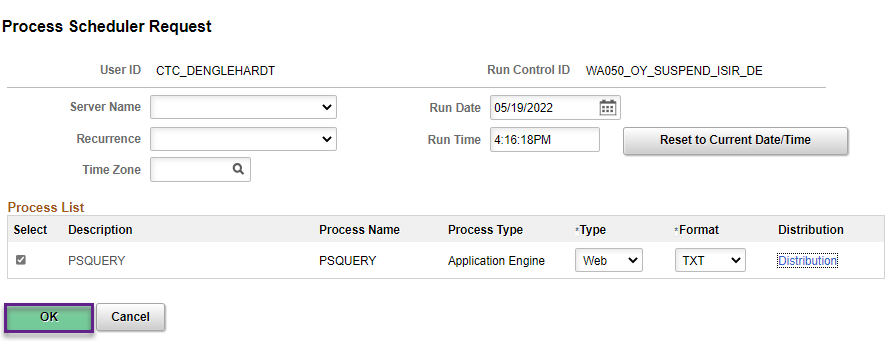 Process Scheduler Request
User ID CTC_DENGLEHARDT Run Control ID WA050_OY_SUSPEND_ISIR_DE
Server Name Run Date 05/19/2022
Recurrence Run Time 4:16:18PM Reset to Current Date/Time
Time Zone
Process List
Select Description Process Name Process Type *Type *Format Distribution
PSQUERY PSQUERY Application Engine Web TXT Distribution
OK Cancel